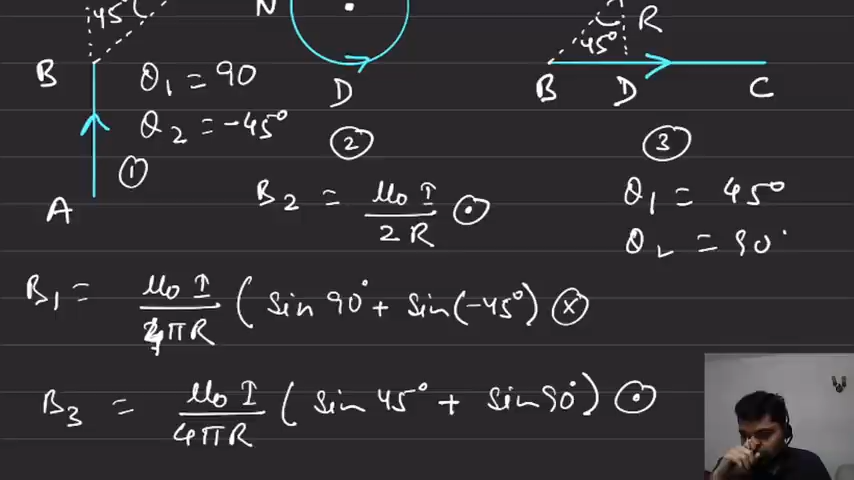 45°
N
R
45°
B
θ₁ = 90
D
B D C
θ₂ = -45°
②
③
①
A
B₂ = μ₀ I / 2R ⊙
θ₁ = 45°
θ₂ = 90°
B₁ = μ₀ I / 4πR ( sin 90° + sin(-45°) ⊗
B₃ = μ₀ I / 4πR ( sin 45° + sin 90° ) ⊙